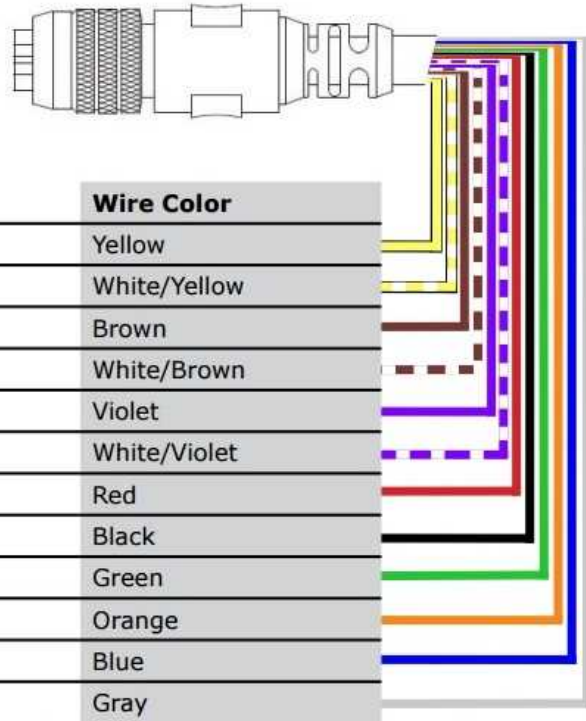 Wire Color
Yellow
White/Yellow
Brown
White/Brown
Violet
White/Violet
Red
Black
Green
Orange
Blue
Gray